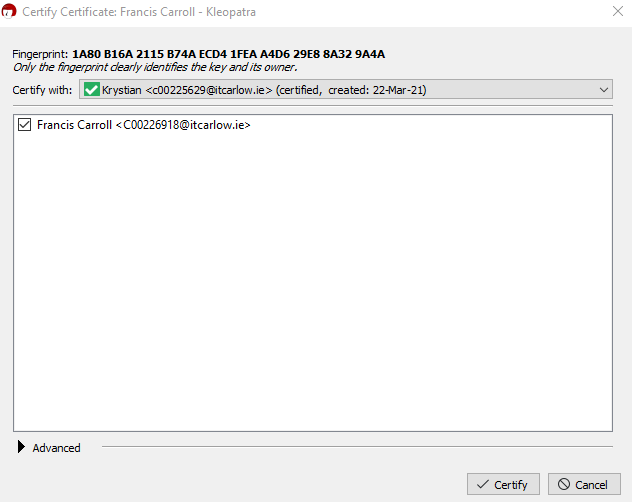 Certify Certificate: Francis Carroll - Kleopatra
Fingerprint: 1A80 B16A 2115 B74A ECD4 1FEA A4D6 29E8 8A32 9A4A
Only the fingerprint clearly identifies the key and its owner.
Certify with: Krystian <c00225629@itcarlow.ie> (certified, created: 22-Mar-21)
Francis Carroll <C00226918@itcarlow.ie>
Advanced
Certify Cancel